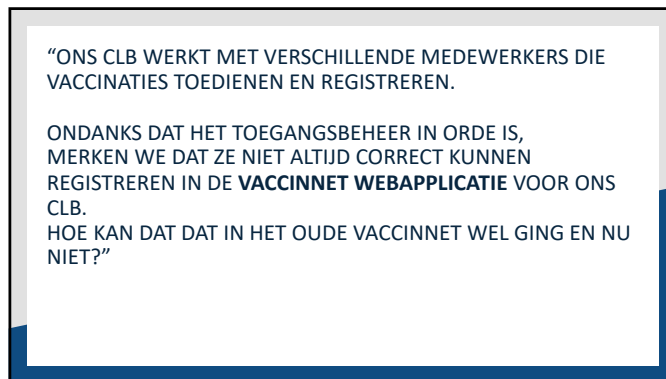 “ONS CLB WERKT MET VERSCHILLENDE MEDEWERKERS DIE
VACCINATIES TOEDIENEN EN REGISTREREN.
ONDANKS DAT HET TOEGANGSBEHEER IN ORDE IS,
MERKEN WE DAT ZE NIET ALTIJD CORRECT KUNNEN
REGISTREREN IN DE VACCINNET WEBAPPLICATIE VOOR ONS
CLB.
HOE KAN DAT DAT IN HET OUDE VACCINNET WEL GING EN NU
NIET?”